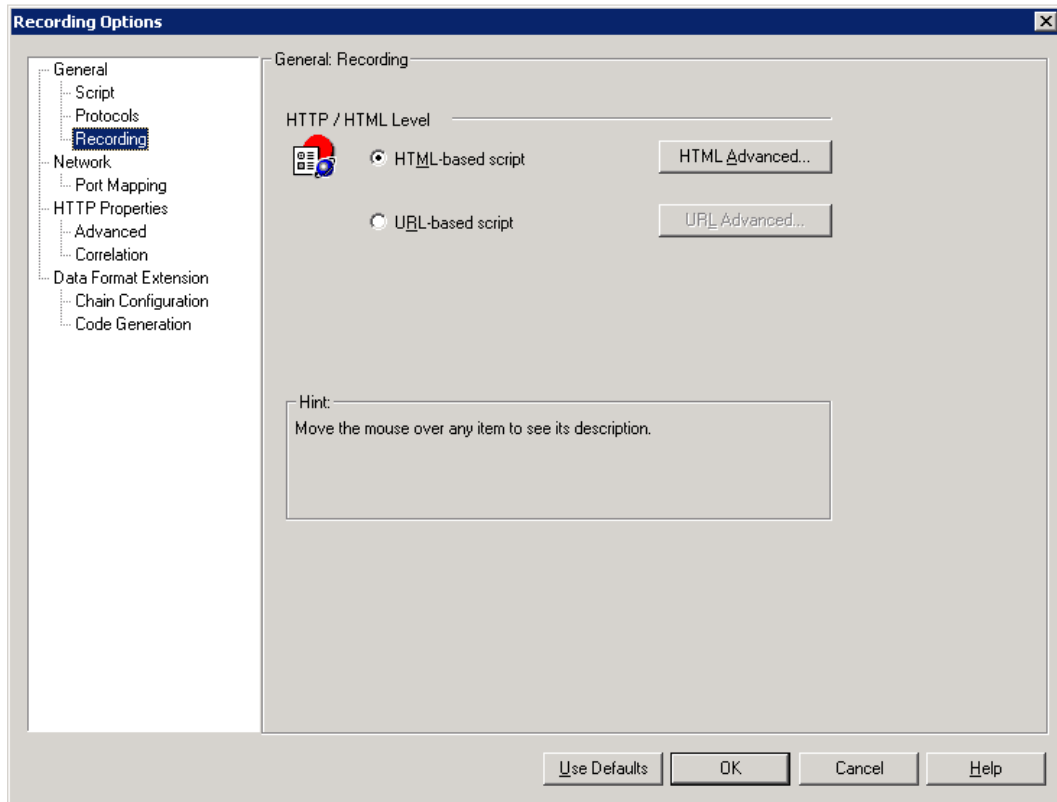 Recording Options
General
Script
Protocols
Recording
Network
Port Mapping
HTTP Properties
Advanced
Correlation
Data Format Extension
Chain Configuration
Code Generation
General: Recording
HTTP / HTML Level
HTML-based script
HTML Advanced...
URL-based script
URL Advanced...
Hint:
Move the mouse over any item to see its description.
Use Defaults
OK
Cancel
Help